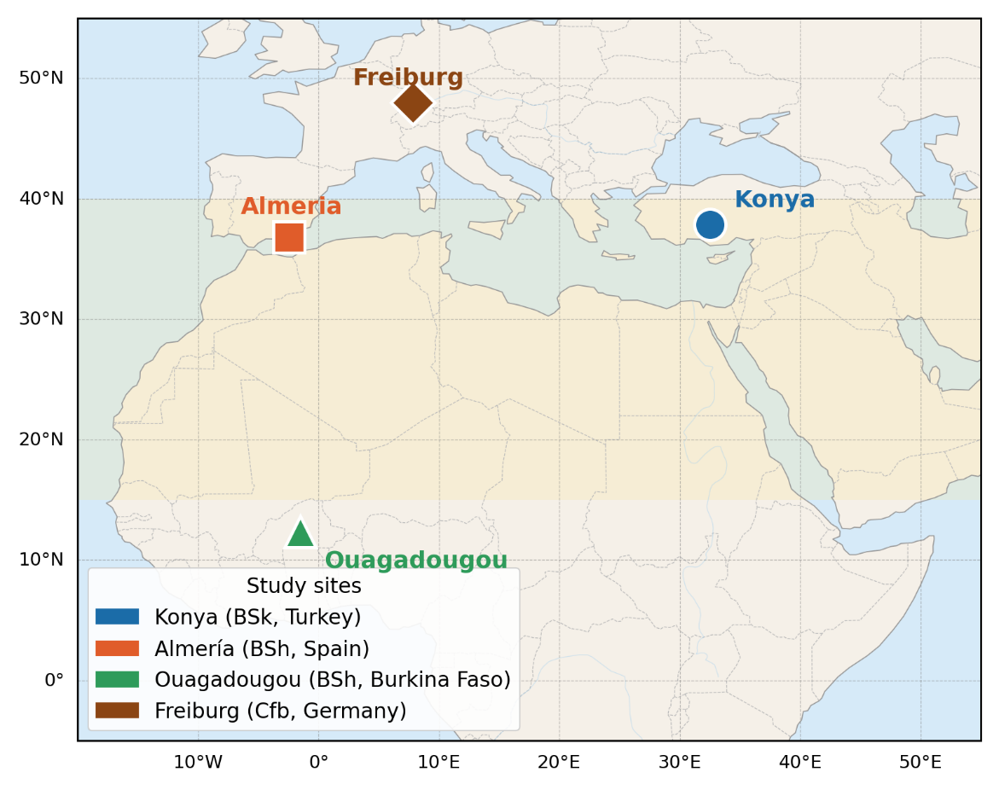 50°N
40°N
30°N
20°N
10°N
0°
Freiburg
Almería
Konya
Ouagadougou
Study sites
Konya (BSk, Turkey)
Almería (BSh, Spain)
Ouagadougou (BSh, Burkina Faso)
Freiburg (Cfb, Germany)
10°W 0° 10°E 20°E 30°E 40°E 50°E